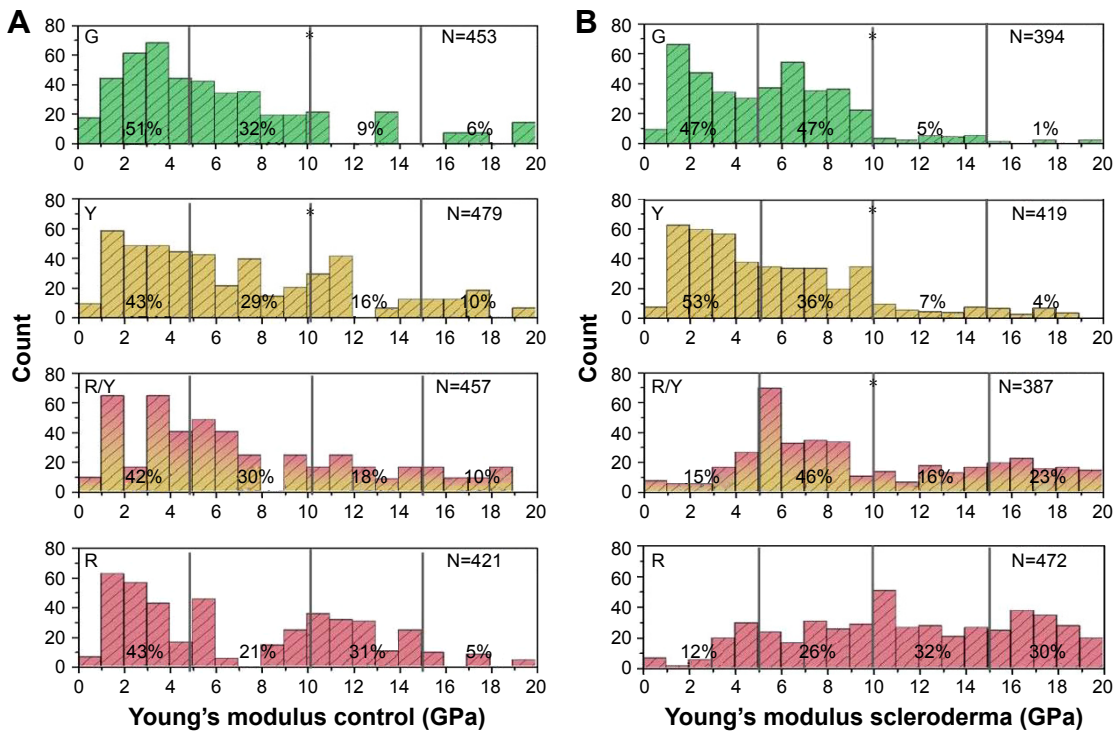 A
B
80
G
*
N=453
60
40
20
51%
32%
9%
6%
0
0 2 4 6 8 10 12 14 16 18 20
80
G
*
N=394
60
40
20
47%
47%
5%
1%
0
0 2 4 6 8 10 12 14 16 18 20
80
Y
*
N=479
60
40
20
43%
29%
16%
10%
0
0 2 4 6 8 10 12 14 16 18 20
80
Y
*
N=419
60
40
20
53%
36%
7%
4%
0
0 2 4 6 8 10 12 14 16 18 20
Count
Count
80
R/Y
N=457
60
40
20
42%
30%
18%
10%
0
0 2 4 6 8 10 12 14 16 18 20
80
R/Y
*
N=387
60
40
20
15%
46%
16%
23%
0
0 2 4 6 8 10 12 14 16 18 20
80
R
N=421
60
40
20
43%
21%
31%
5%
0
0 2 4 6 8 10 12 14 16 18 20
Young's modulus control (GPa)
80
R
N=472
60
40
20
12%
26%
32%
30%
0
0 2 4 6 8 10 12 14 16 18 20
Young's modulus scleroderma (GPa)